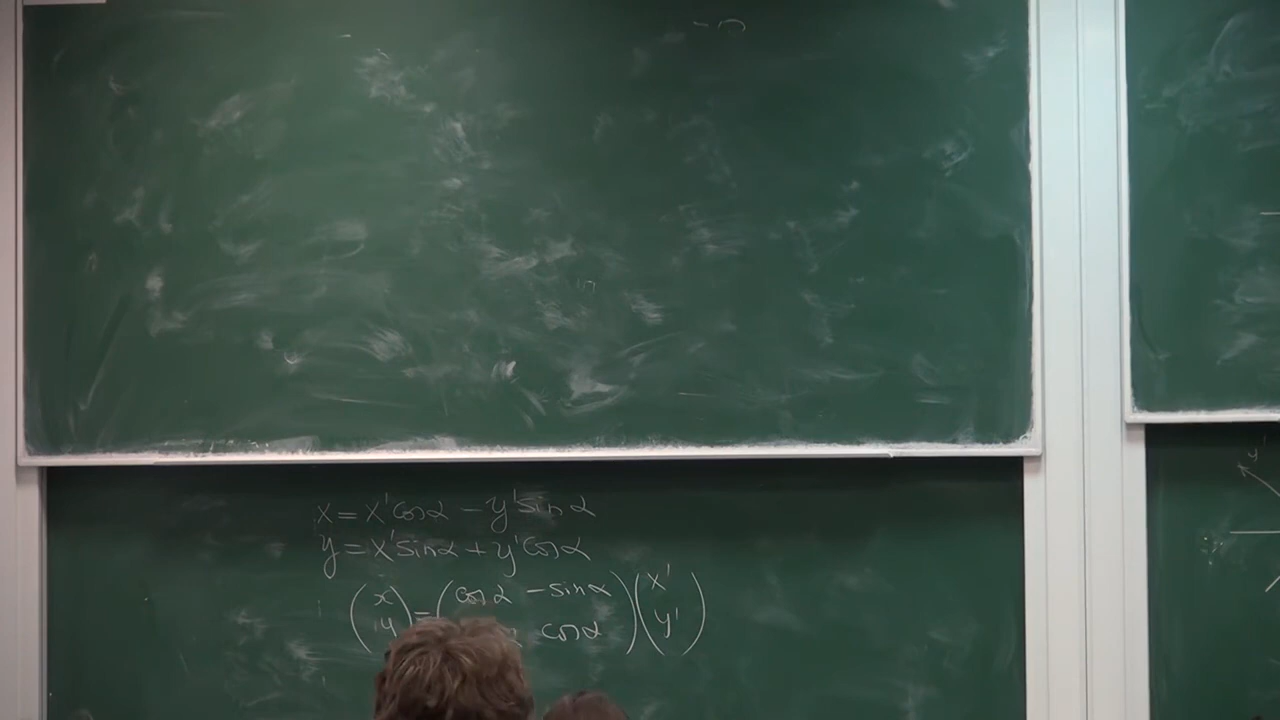 x = x' cos α - y' sin α
y = x' sin α + y' cos α
(x) = (cos α - sin α) (x')
(y) cos α) (y')
y'